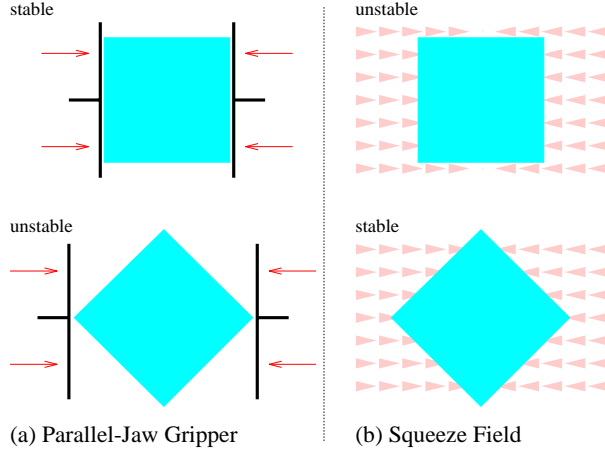 stable
unstable
unstable
stable
(a) Parallel-Jaw Gripper
(b) Squeeze Field